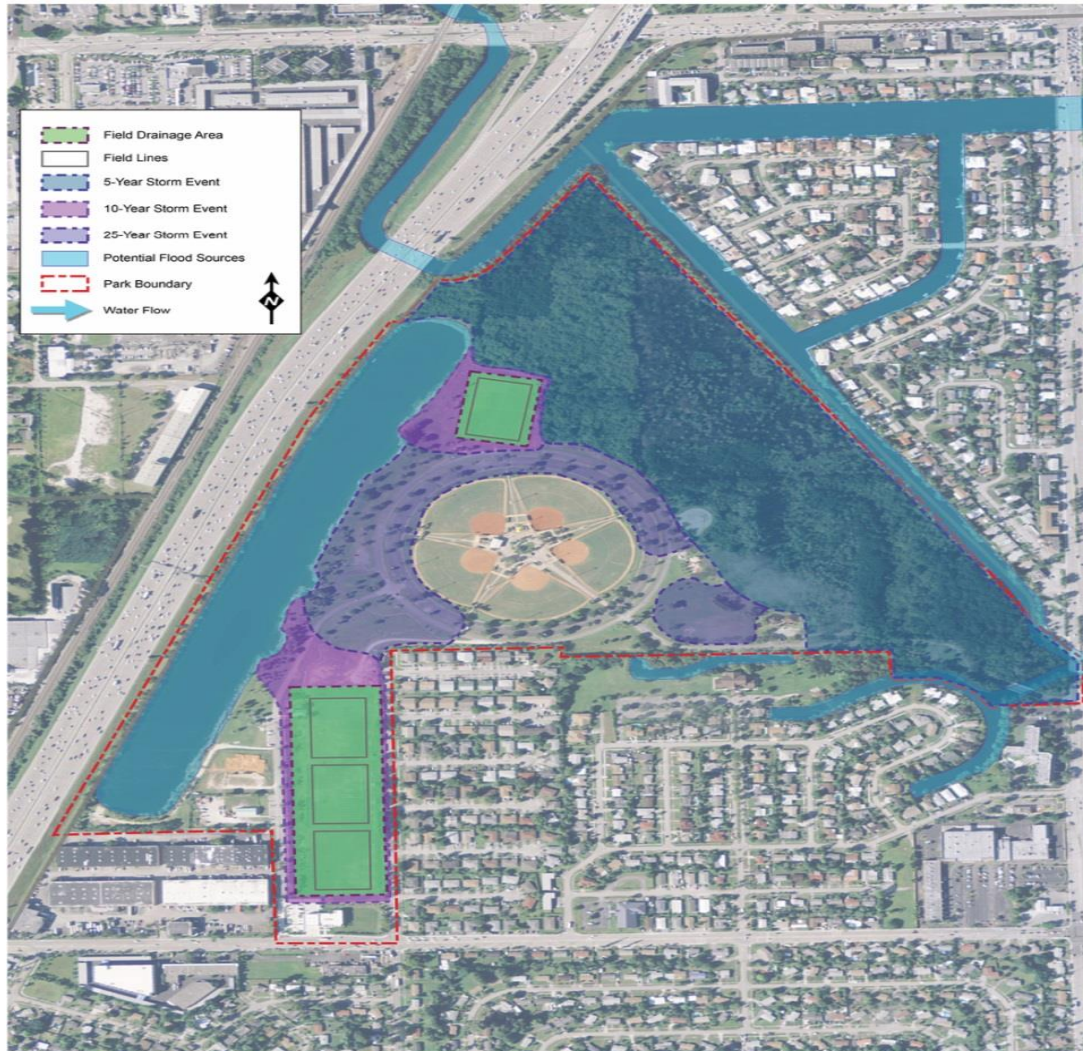 Field Drainage Area
Field Lines
5-Year Storm Event
10-Year Storm Event
25-Year Storm Event
Potential Flood Sources
Park Boundary
Water Flow
N